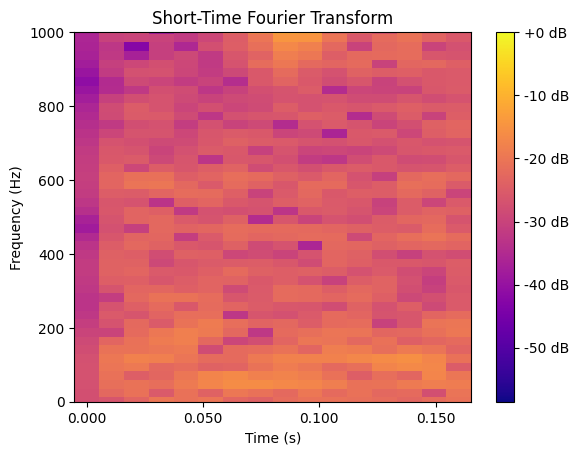 Short-Time Fourier Transform
Frequency (Hz)
1000
800
600
400
200
0
0.000
0.050
0.100
0.150
Time (s)
+0 dB
-10 dB
-20 dB
-30 dB
-40 dB
-50 dB